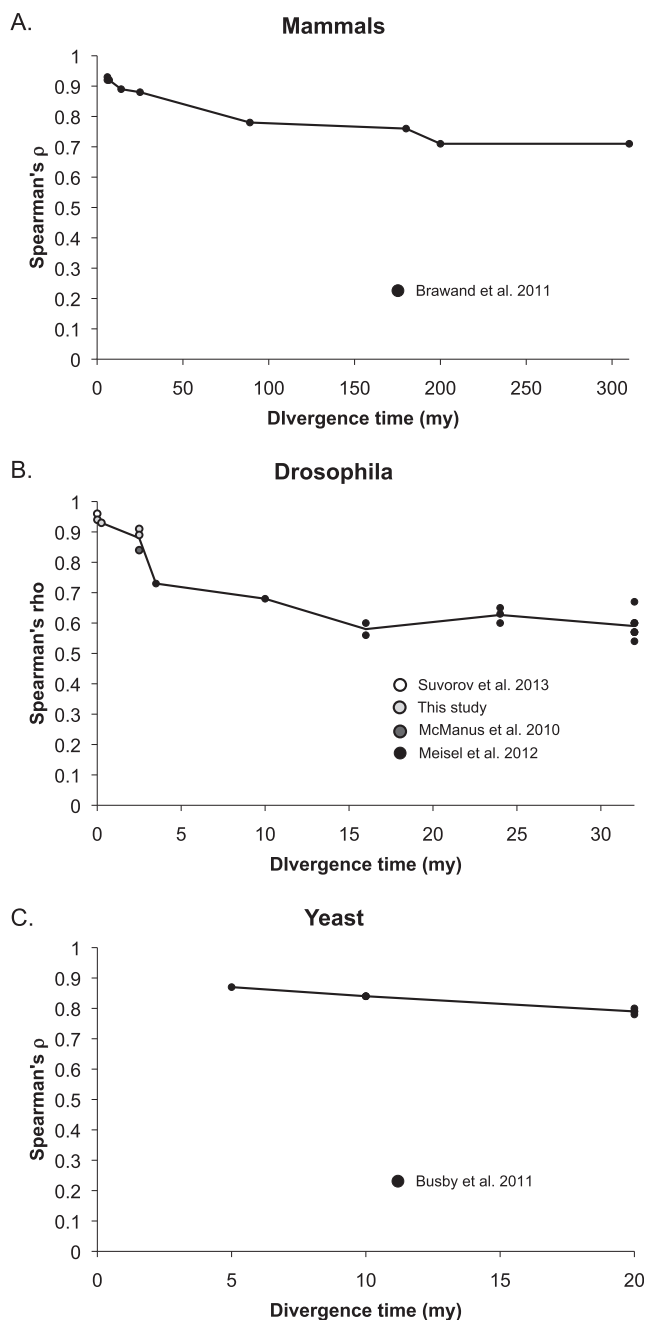 A.
Mammals
1
0.9
0.8
0.7
0.6
0.5
0.4
0.3
0.2
0.1
0
Spearman's ρ
Brawand et al. 2011
0 50 100 150 200 250 300
DIvergence time (my)
B.
Drosophila
1
0.9
0.8
0.7
0.6
0.5
0.4
0.3
0.2
0.1
0
Spearman's rho
Suvorov et al. 2013
This study
McManus et al. 2010
Meisel et al. 2012
0 5 10 15 20 25 30
DIvergence time (my)
C.
Yeast
1
0.9
0.8
0.7
0.6
0.5
0.4
0.3
0.2
0.1
0
Spearman's ρ
Busby et al. 2011
0 5 10 20
DIvergence time (my)